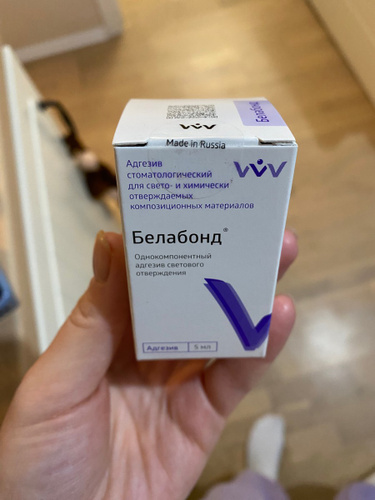 Белабонд
Made in Russia
Адгезив
стоматологический
для свето- и химически
отверждаемых
композиционных материалов
Белабонд®
Однокомпонентный
адгезив светового
отверждения
Адгезив 5 мл